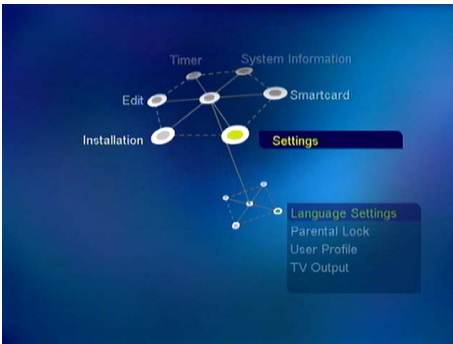 Timer
System Information
Edit
Smartcard
Installation
Settings
Language Settings
Parental Lock
User Profile
TV Output